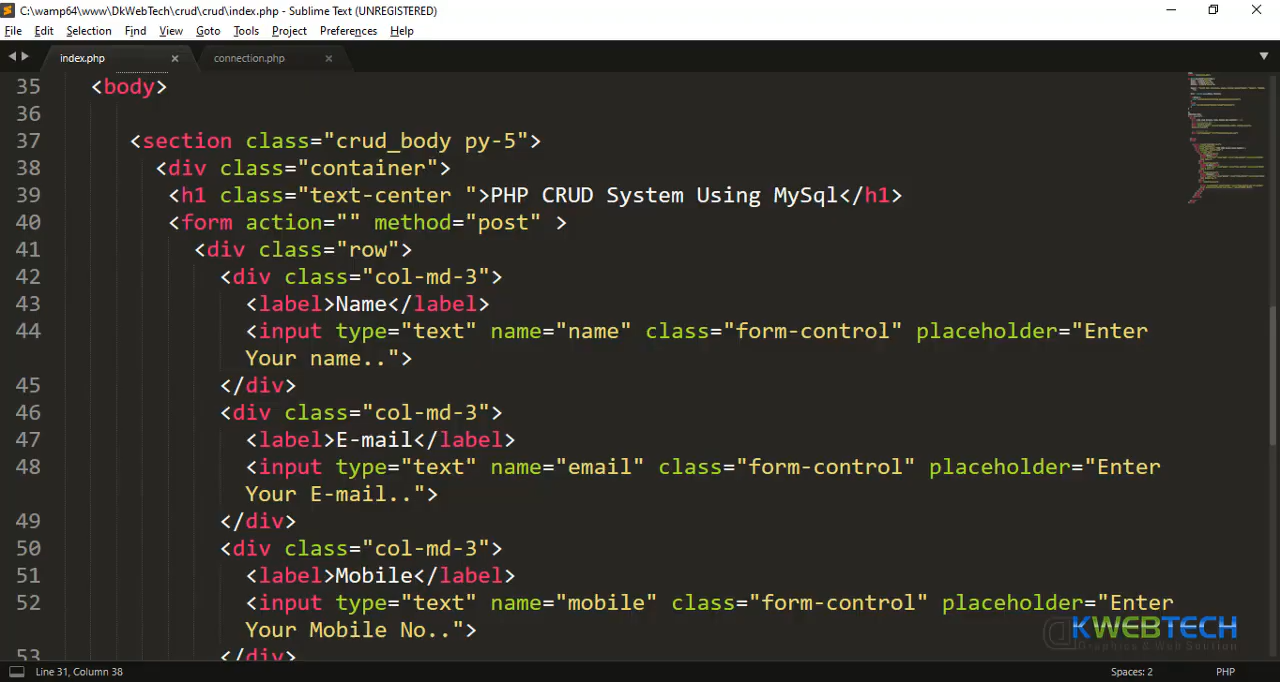 C:\wamp64\www\DkWebTech\crud\crud\index.php - Sublime Text (UNREGISTERED)
File Edit Selection Find View Goto Tools Project Preferences Help
index.php × connection.php ×
35 <body>
36
37 <section class="crud_body py-5">
38 <div class="container">
39 <h1 class="text-center ">PHP CRUD System Using MySql</h1>
40 <form action="" method="post" >
41 <div class="row">
42 <div class="col-md-3">
43 <label>Name</label>
44 <input type="text" name="name" class="form-control" placeholder="Enter
Your name..">
45 </div>
46 <div class="col-md-3">
47 <label>E-mail</label>
48 <input type="text" name="email" class="form-control" placeholder="Enter
Your E-mail..">
49 </div>
50 <div class="col-md-3">
51 <label>Mobile</label>
52 <input type="text" name="mobile" class="form-control" placeholder="Enter
Your Mobile No..">
53 </div>
KWEBTECH
Graphics & Web Solution
Line 31, Column 38 Spaces: 2 PHP